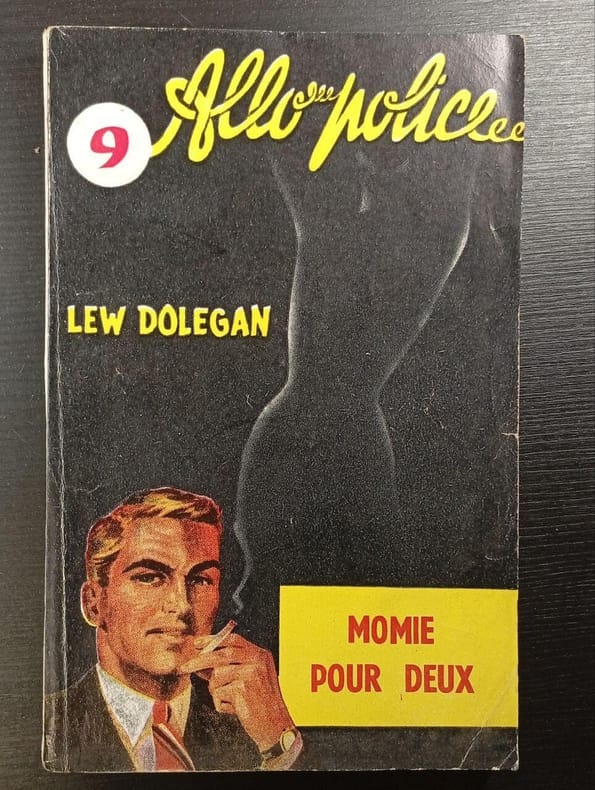 Allo... police...
9
LEW DOLEGAN
MOMIE
POUR DEUX